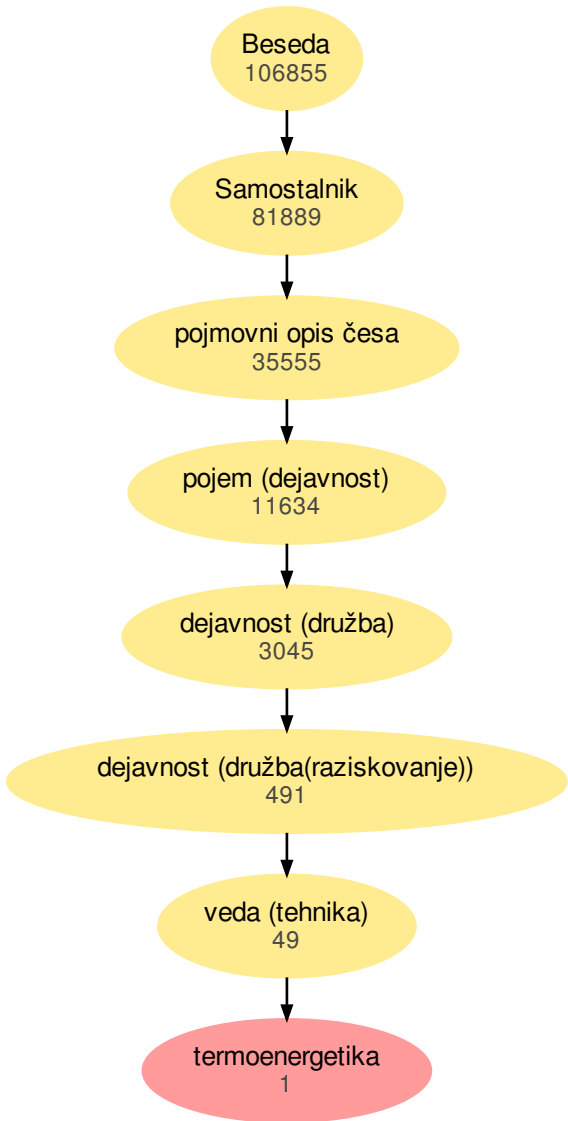 Beseda
106855
Samostalnik
81889
pojmovni opis česa
35555
pojem (dejavnost)
11634
dejavnost (družba)
3045
dejavnost (družba(raziskovanje))
491
veda (tehnika)
49
termoenergetika
1